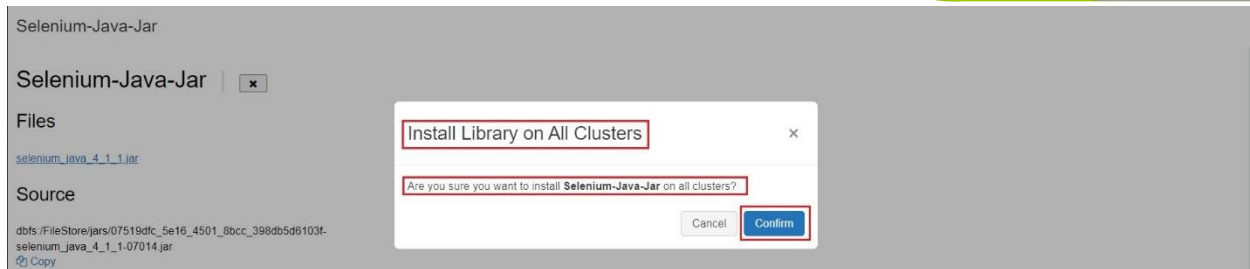 Selenium-Java-Jar
Selenium-Java-Jar
Files
selenium_java_4_1_1.jar
Source
dbfs:/FileStore/jars/07519dfc_5e16_4501_8bcc_398db5d6103f-
selenium_java_4_1_1-07014.jar
Copy
Install Library on All Clusters
Are you sure you want to install Selenium-Java-Jar on all clusters?
Cancel Confirm